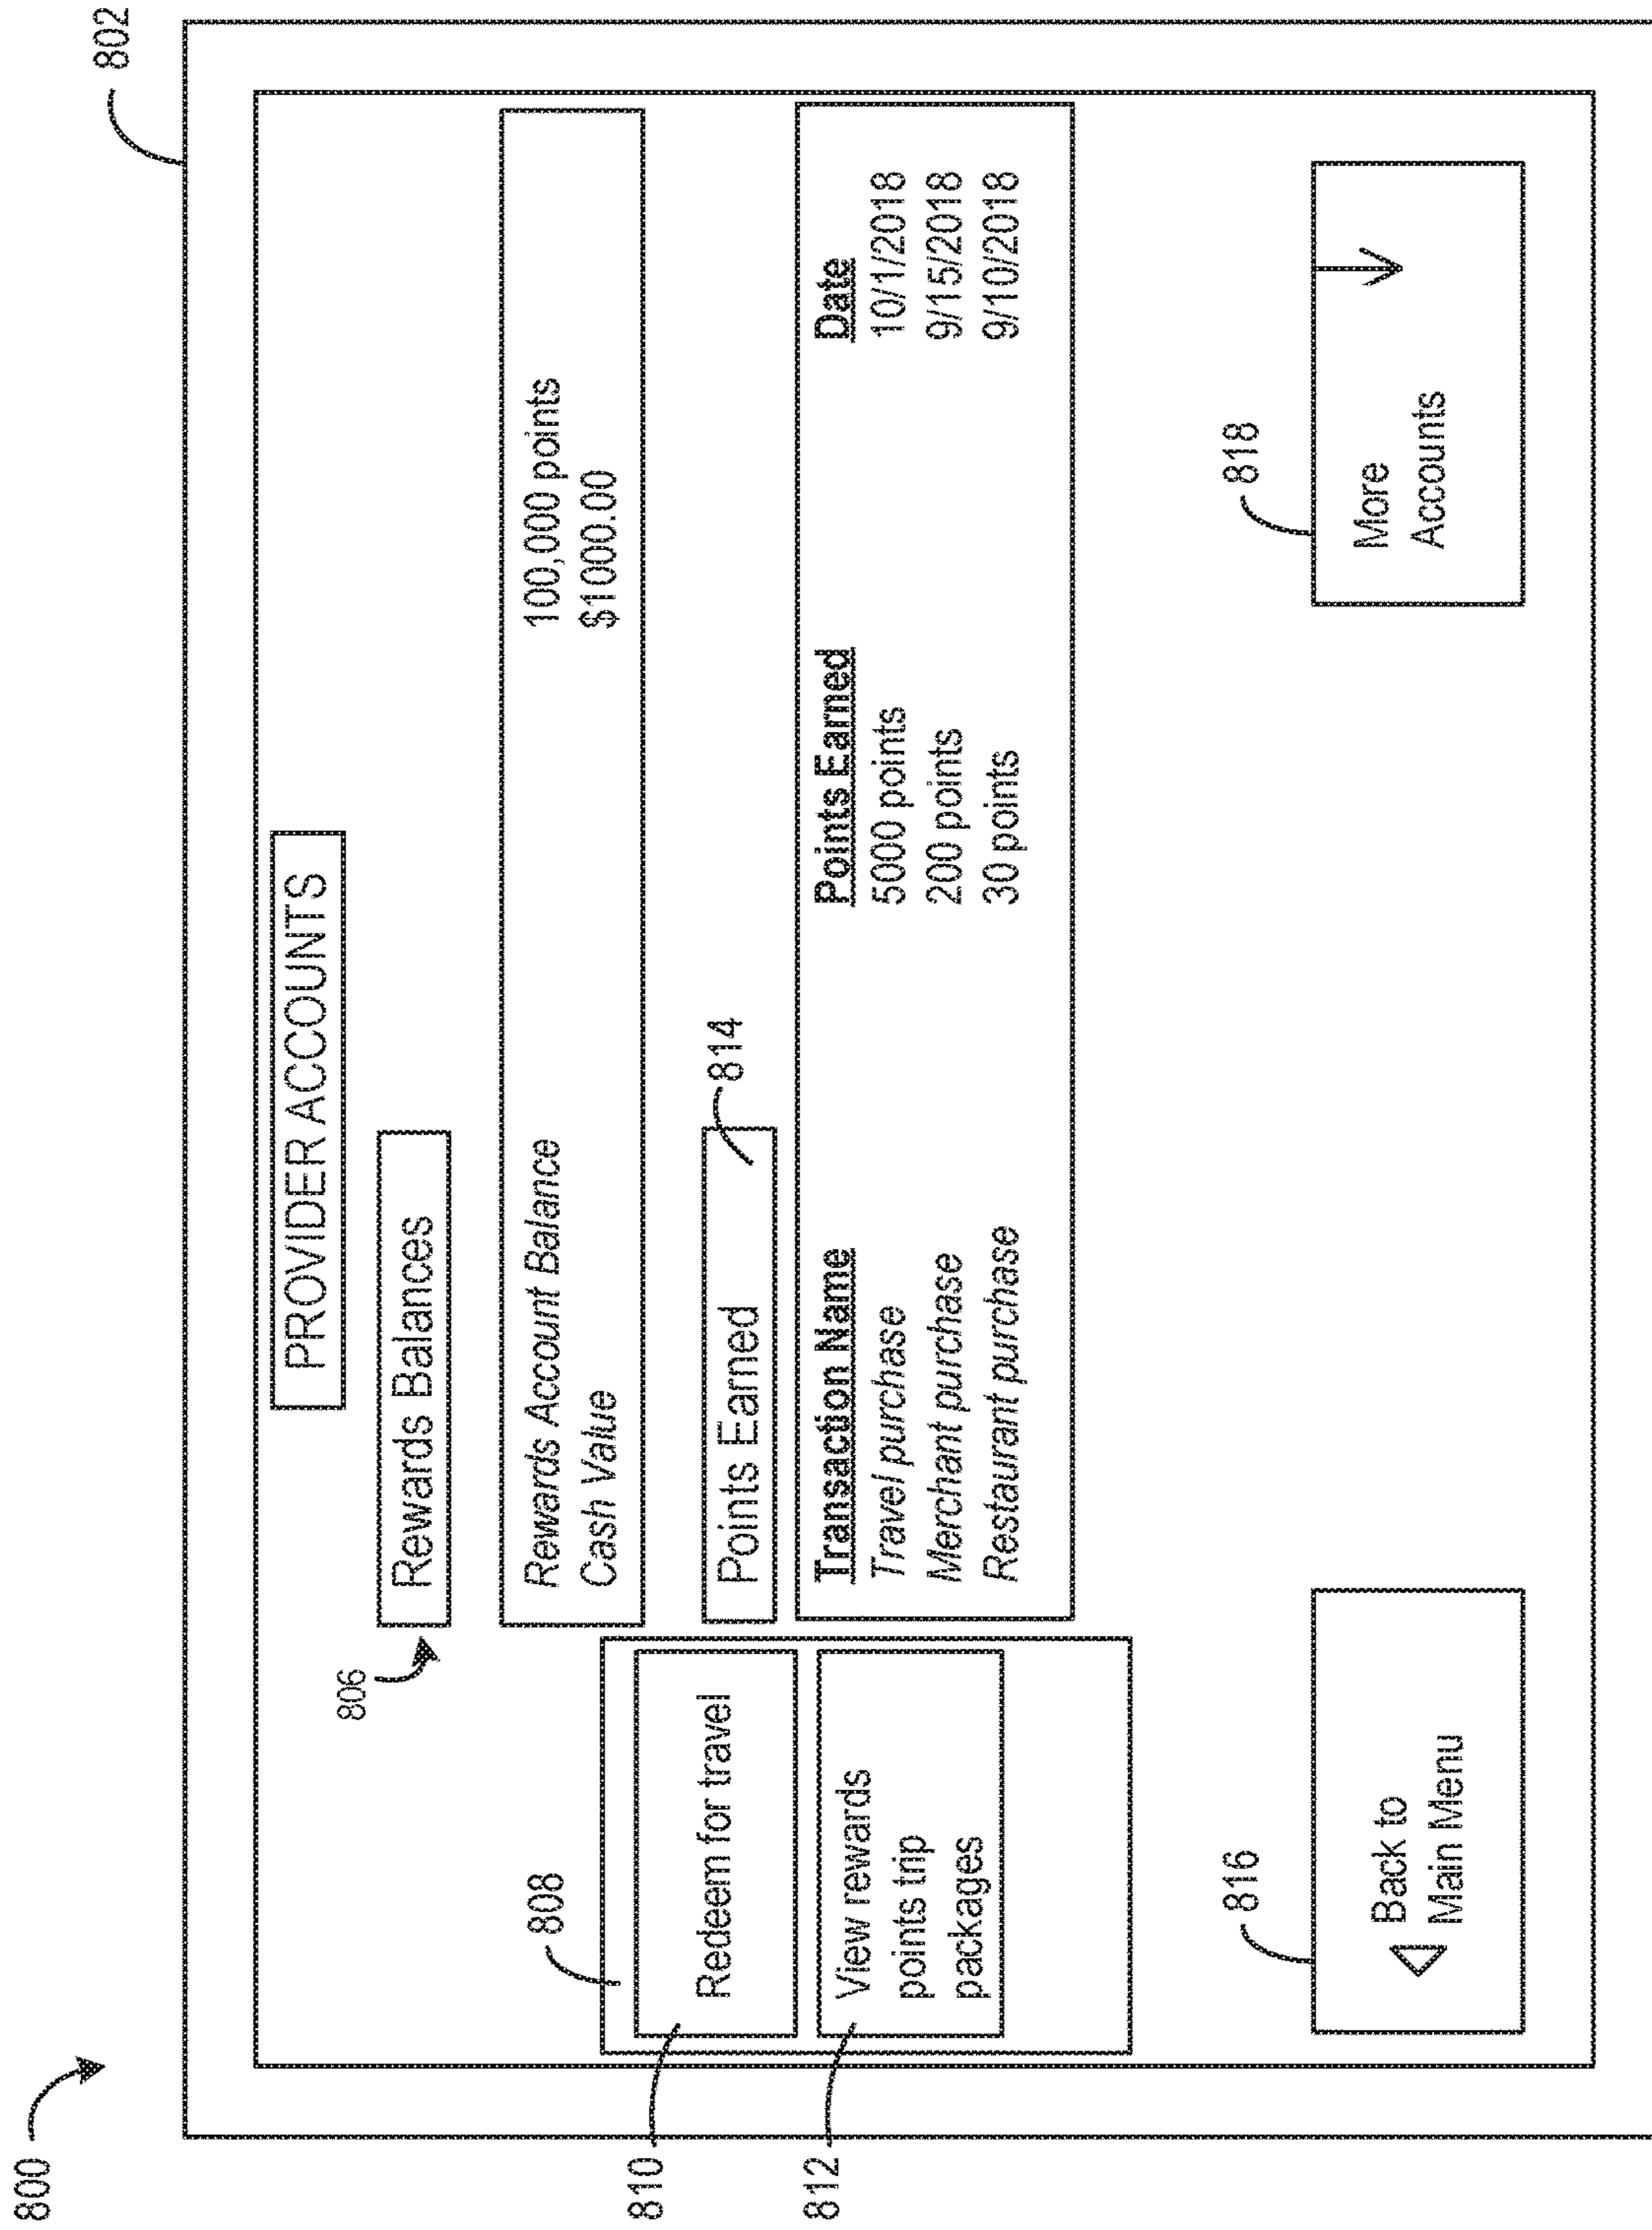 800
802
PROVIDER ACCOUNTS
806
Rewards Balances
Rewards Account Balance 100,000 points
Cash Value $1000.00
808
810
Redeem for travel
812
View rewards
points trip
packages
Points Earned
814
Transaction Name Points Earned Date
Travel purchase 5000 points 10/1/2018
Merchant purchase 200 points 9/15/2018
Restaurant purchase 30 points 9/10/2018
816
Back to
Main Menu
818
More
Accounts